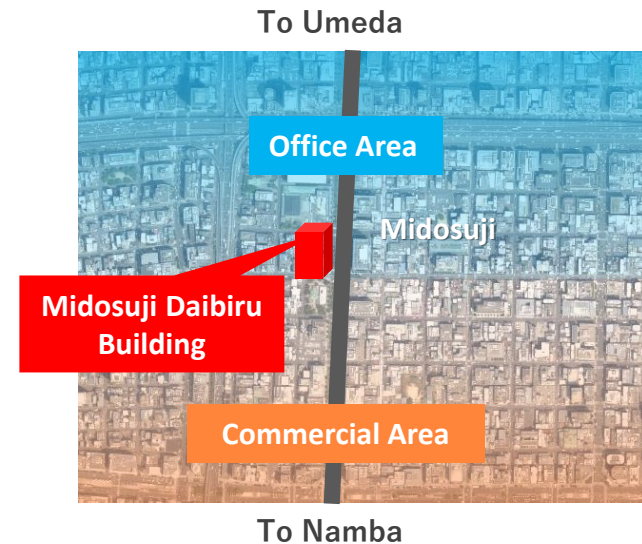 To Umeda
Office Area
Midosuji
Midosuji Daibiru
Building
Commercial Area
To Namba